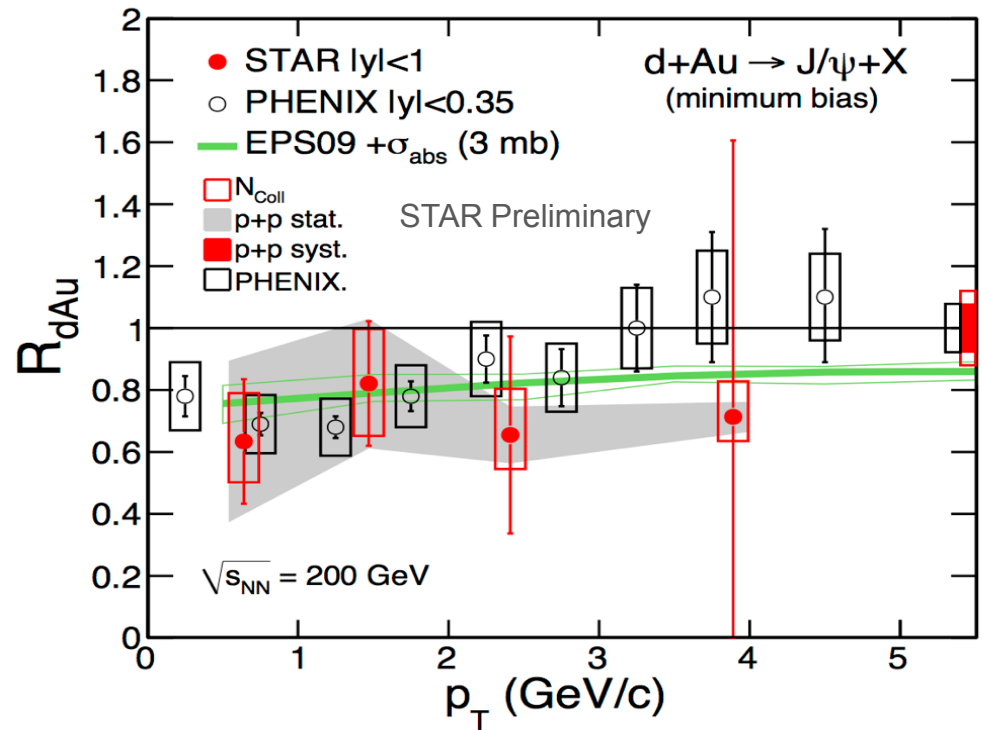 STAR |y|<1
PHENIX |y|<0.35
EPS09 +σabs (3 mb)
NColl
p+p stat.
p+p syst.
PHENIX.
d+Au → J/ψ+X
(minimum bias)
STAR Preliminary
√sNN = 200 GeV
RdAu
2
1.8
1.6
1.4
1.2
1
0.8
0.6
0.4
0.2
0
0 1 2 3 4 5
pT (GeV/c)